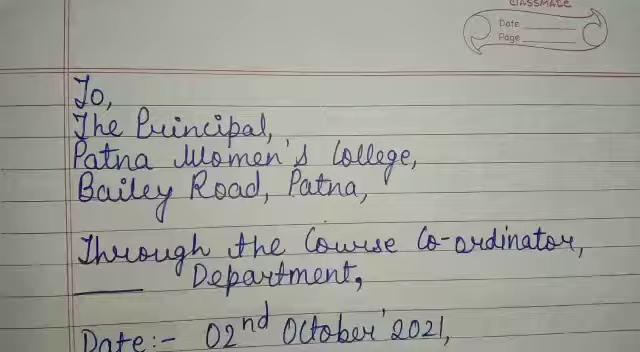 CLASSMATE
Date
Page
To,
The Principal,
Patna Women's College,
Bailey Road, Patna,
Through the Course Co-ordinator,
____ Department,
Date:- 02nd October' 2021,